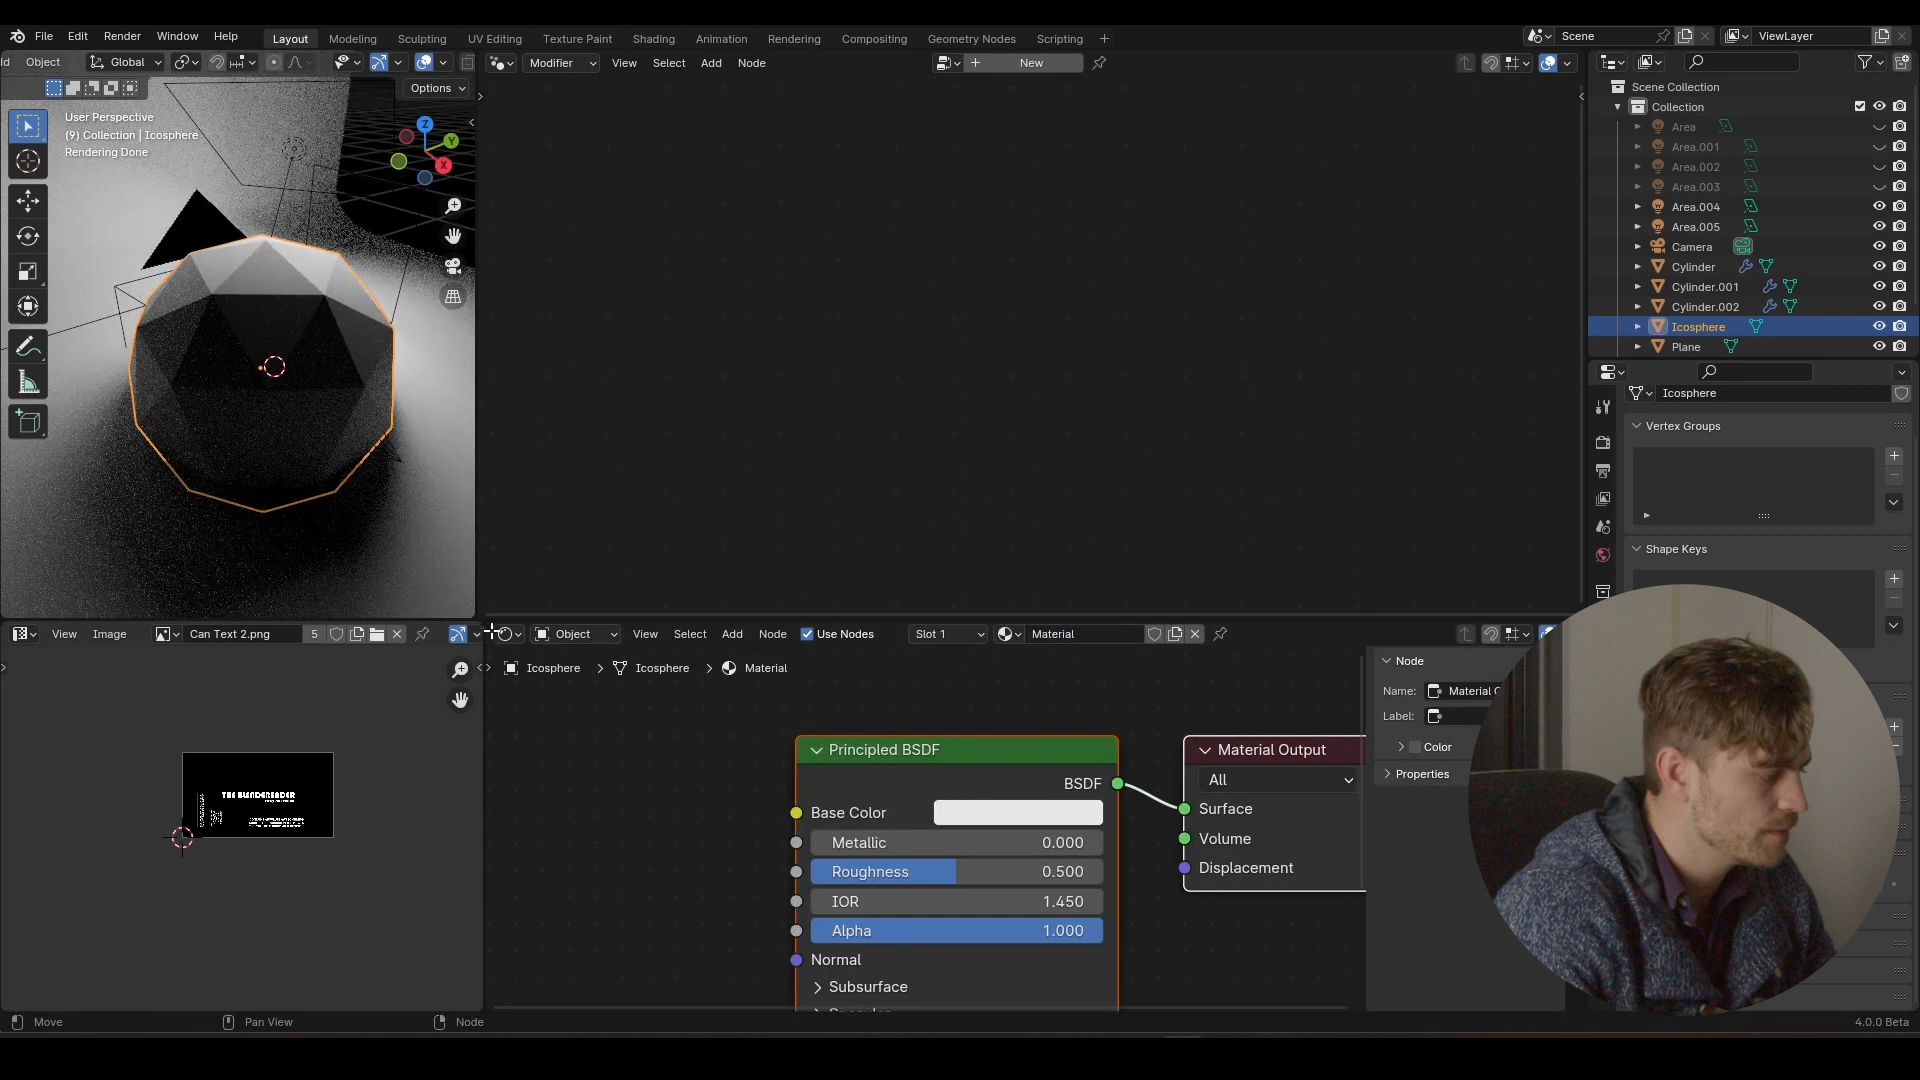 File Edit Render Window Help
Layout Modeling Sculpting UV Editing Texture Paint Shading Animation Rendering Compositing Geometry Nodes Scripting +
Scene
ViewLayer
ld Object Global
Options
User Perspective
(9) Collection | Icosphere
Rendering Done
Z
Y
X
Modifier View Select Add Node
New
Scene Collection
Collection
Area
Area.001
Area.002
Area.003
Area.004
Area.005
Camera
Cylinder
Cylinder.001
Cylinder.002
Icosphere
Plane
Icosphere
Vertex Groups
Shape Keys
View Image Can Text 2.png 5
THE BLENDREADER
Object View Select Add Node Use Nodes Slot 1 Material
Icosphere > Icosphere > Material
Principled BSDF
BSDF
Base Color
Metallic 0.000
Roughness 0.500
IOR 1.450
Alpha 1.000
Normal
Subsurface
Material Output
All
Surface
Volume
Displacement
Node
Name: Material O
Label:
Color
Properties
Move Pan View Node
4.0.0 Beta